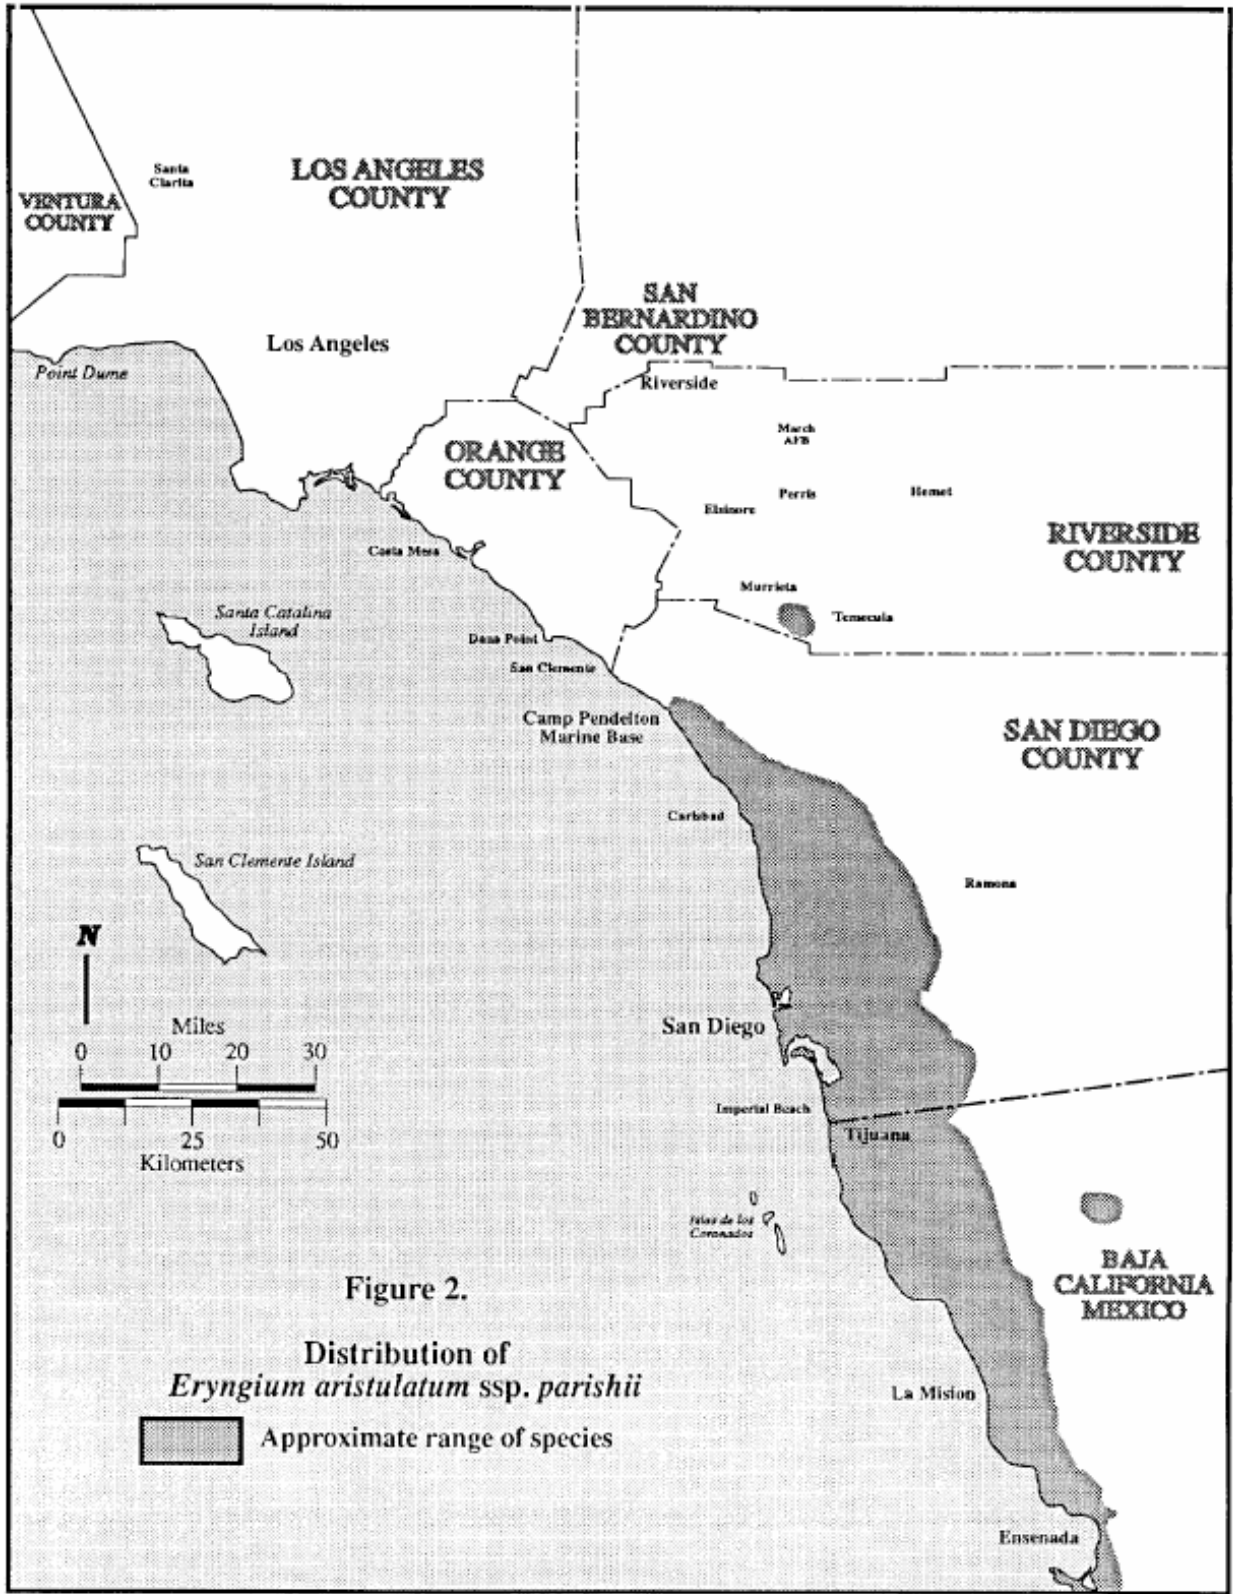 Santa
Clarita
LOS ANGELES
COUNTY
VENTURA
COUNTY
SAN
BERNARDINO
COUNTY
Los Angeles
Point Dume
Riverside
March
AFB
ORANGE
COUNTY
Elsinore
Perris
Hemet
RIVERSIDE
COUNTY
Costa Mesa
Murrieta
Temecula
Santa Catalina
Island
Dana Point
San Clemente
Camp Pendelton
Marine Base
SAN DIEGO
COUNTY
Carlsbad
San Clemente Island
Ramona
N
Miles
0 10 20 30
0 25 50
Kilometers
San Diego
Imperial Beach
Tijuana
Islas de los
Coronados
BAJA
CALIFORNIA
MEXICO
Figure 2.
Distribution of
Eryngium aristulatum ssp. parishii
Approximate range of species
La Mision
Ensenada